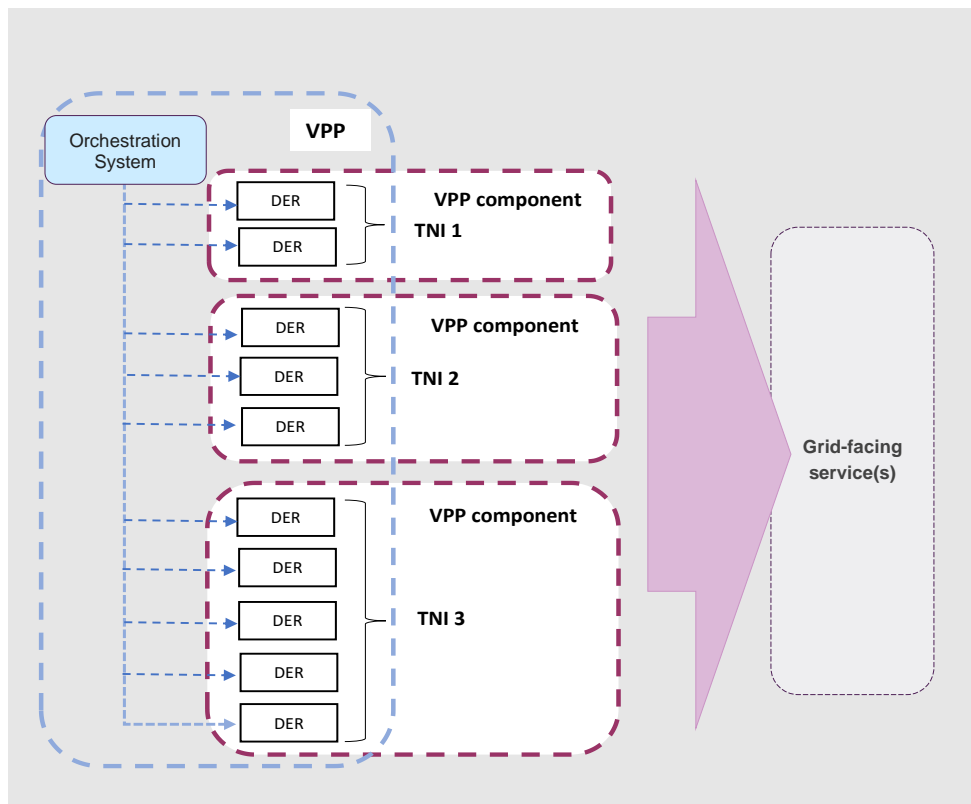 VPP
Orchestration
System
DER
VPP component
TNI 1
DER
DER
VPP component
DER
TNI 2
DER
Grid-facing
service(s)
DER
VPP component
DER
DER
TNI 3
DER
DER